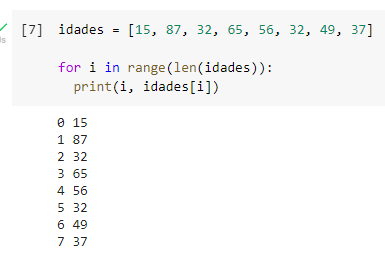 [7] idades = [15, 87, 32, 65, 56, 32, 49, 37]
for i in range(len(idades)):
print(i, idades[i])
0 15
1 87
2 32
3 65
4 56
5 32
6 49
7 37